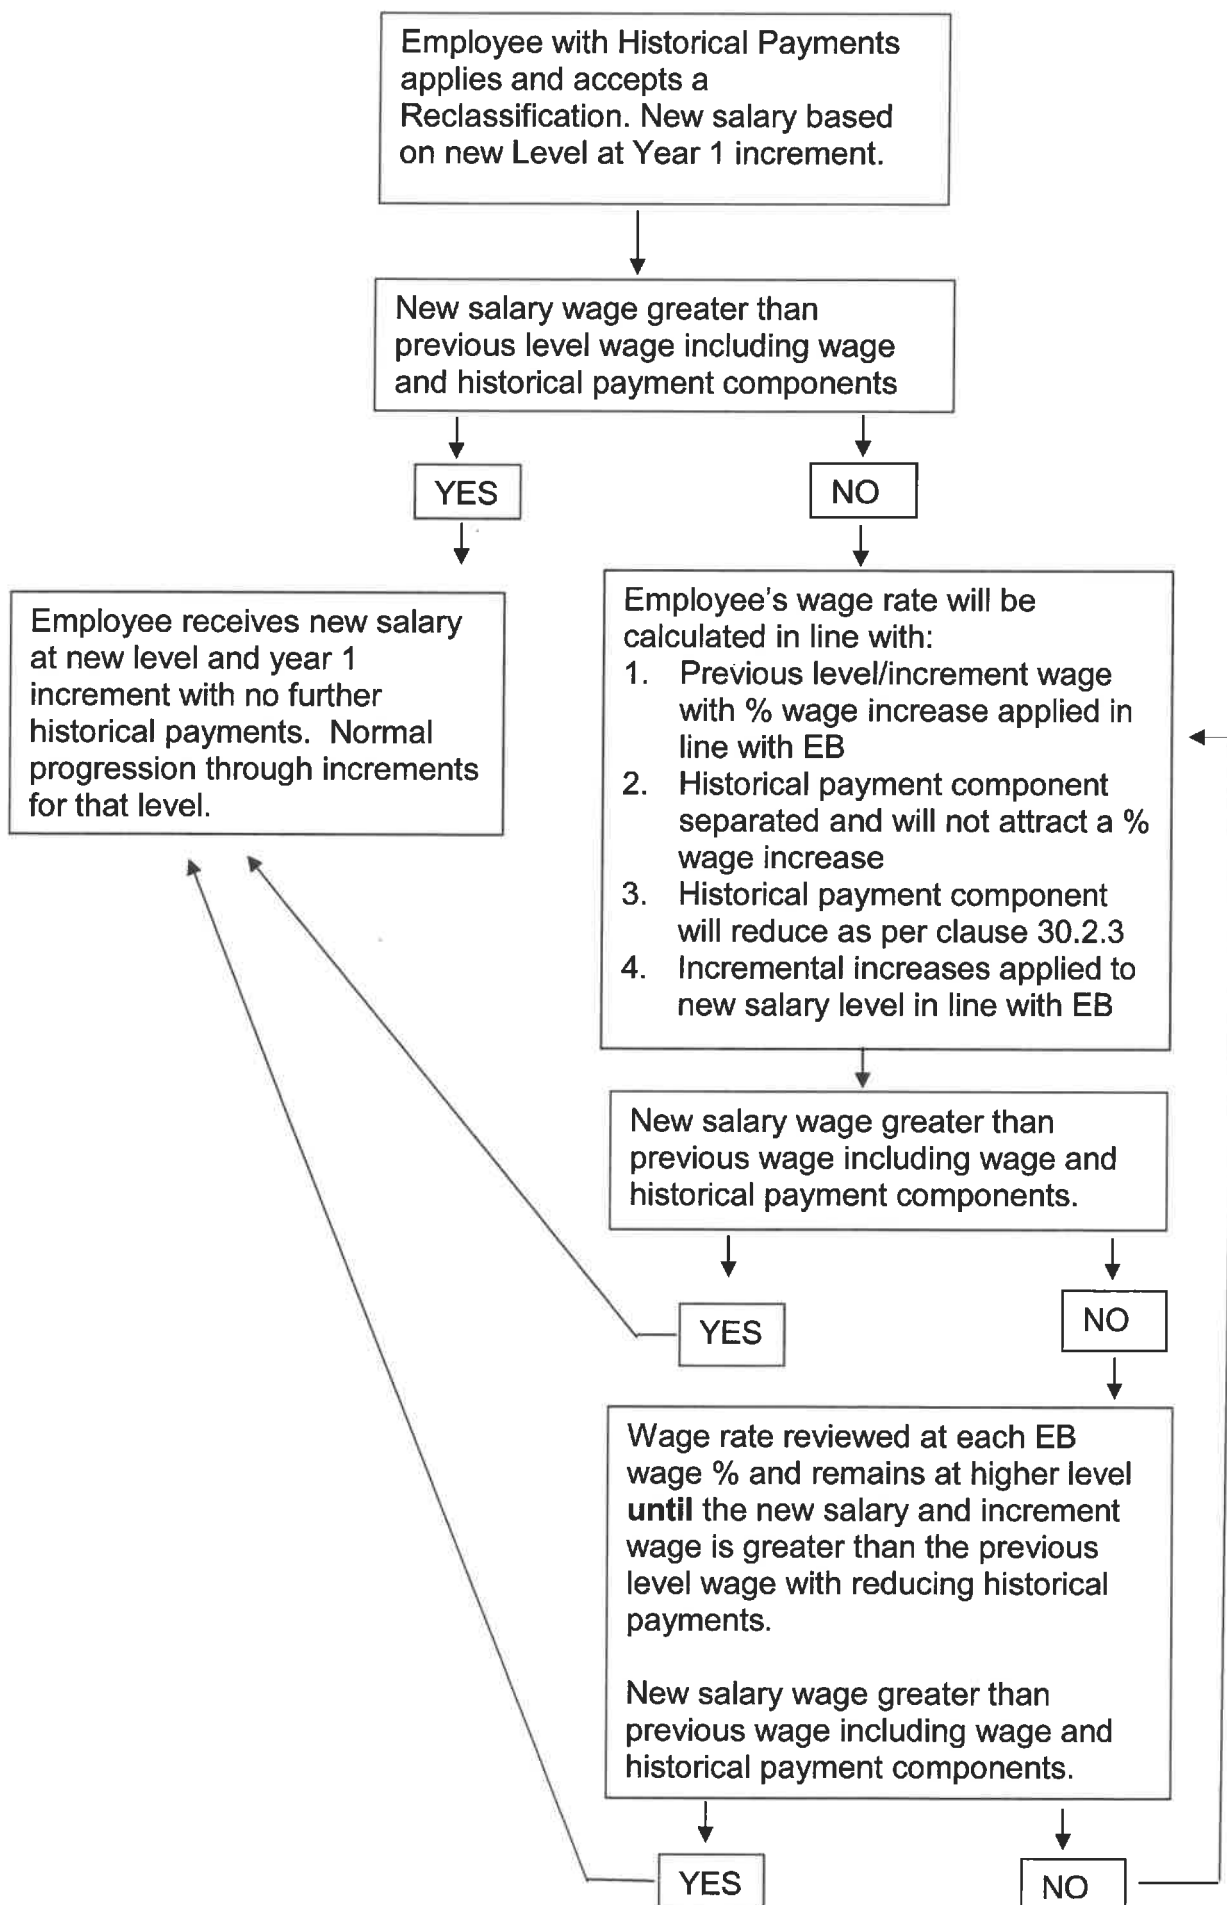 Employee with Historical Payments
applies and accepts a
Reclassification. New salary based
on new Level at Year 1 increment.
New salary wage greater than
previous level wage including wage
and historical payment components
YES
NO
Employee receives new salary
at new level and year 1
increment with no further
historical payments.  Normal
progression through increments
for that level.
Employee's wage rate will be
calculated in line with:
1. Previous level/increment wage
with % wage increase applied in
line with EB
2. Historical payment component
separated and will not attract a %
wage increase
3. Historical payment component
will reduce as per clause 30.2.3
4. Incremental increases applied to
new salary level in line with EB
New salary wage greater than
previous wage including wage and
historical payment components.
YES
NO
Wage rate reviewed at each EB
wage % and remains at higher level
until the new salary and increment
wage is greater than the previous
level wage with reducing historical
payments.
New salary wage greater than
previous wage including wage and
historical payment components.
YES
NO